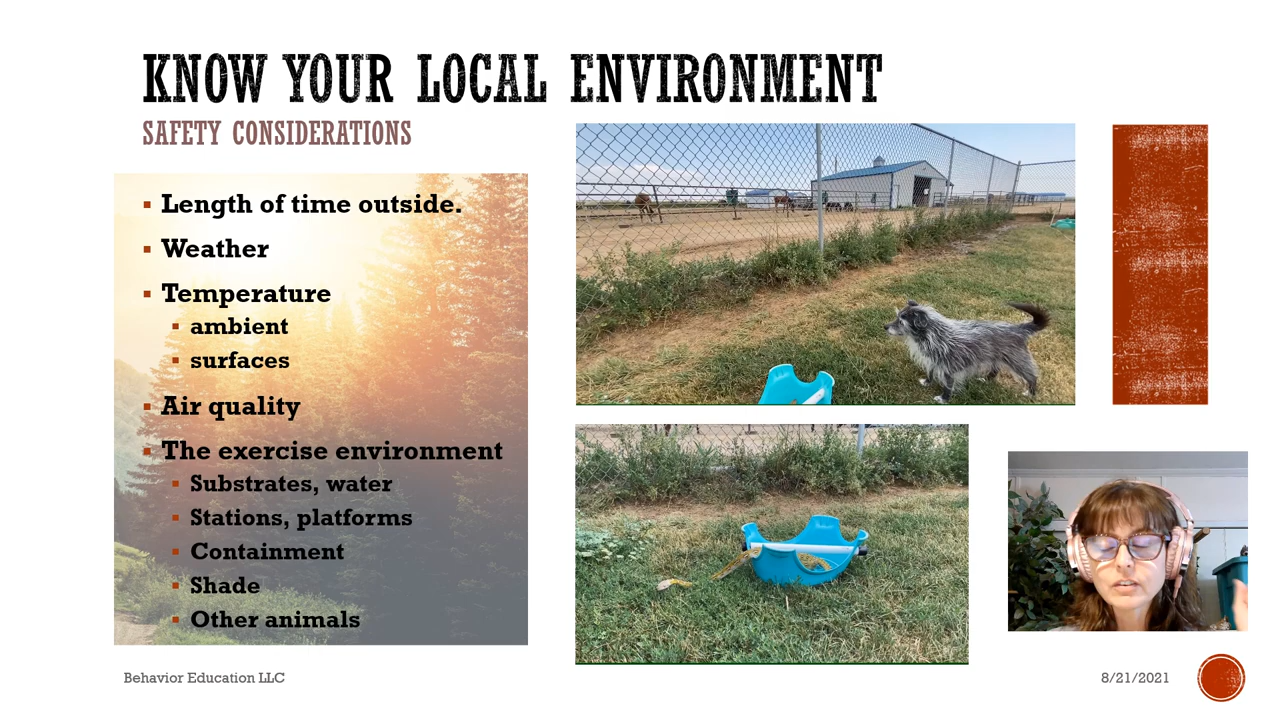 KNOW YOUR LOCAL ENVIRONMENT
SAFETY CONSIDERATIONS
Length of time outside.
Weather
Temperature
ambient
surfaces
Air quality
The exercise environment
Substrates, water
Stations, platforms
Containment
Shade
Other animals
Behavior Education LLC
8/21/2021